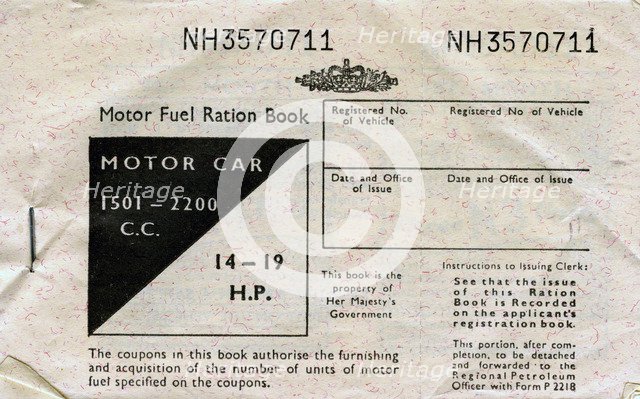 NH3570711 NH3570711
Motor Fuel Ration Book
MOTOR CAR
1501 – 2200
C.C.
14 – 19
H.P.
The coupons in this book authorise the furnishing
and acquisition of the number of units of motor
fuel specified on the coupons.
Registered No.
of Vehicle
Date and Office
of Issue
This book is the
property of
Her Majesty's
Government
Registered No of Vehicle
Date and Office of Issue
Instructions to Issuing Clerk:
See that the issue
of this Ration
Book is Recorded
on the applicant's
registration book.
This portion, after com-
pletion, to be detached
and forwarded to the
Regional Petroleum
Officer with Form P 2218
Heritage
Heritage
Heritage
Heritage
Heritage